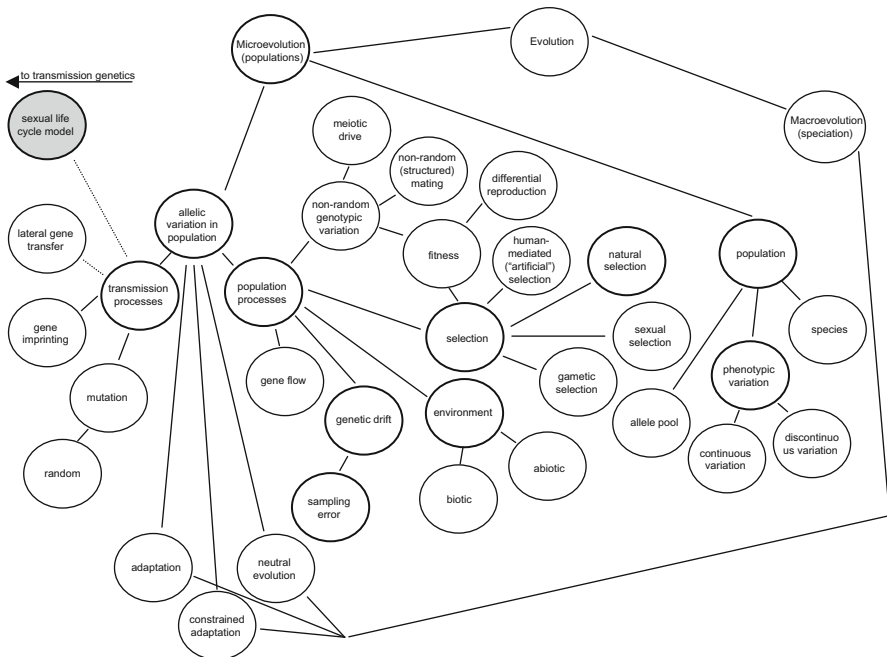 Microevolution
(populations)
Evolution
to transmission genetics
sexual life
cycle model
Macroevolution
(speciation)
meiotic
drive
non-random
(structured)
mating
differential
reproduction
allelic
variation in
population
non-random
genotypic
variation
lateral gene
transfer
fitness
human-
mediated
("artificial")
selection
natural
selection
population
transmission
processes
population
processes
gene
imprinting
selection
sexual
selection
species
gene flow
gametic
selection
phenotypic
variation
mutation
genetic drift
environment
allele pool
random
continuous
variation
discontinuo
us variation
abiotic
biotic
sampling
error
adaptation
neutral
evolution
constrained
adaptation